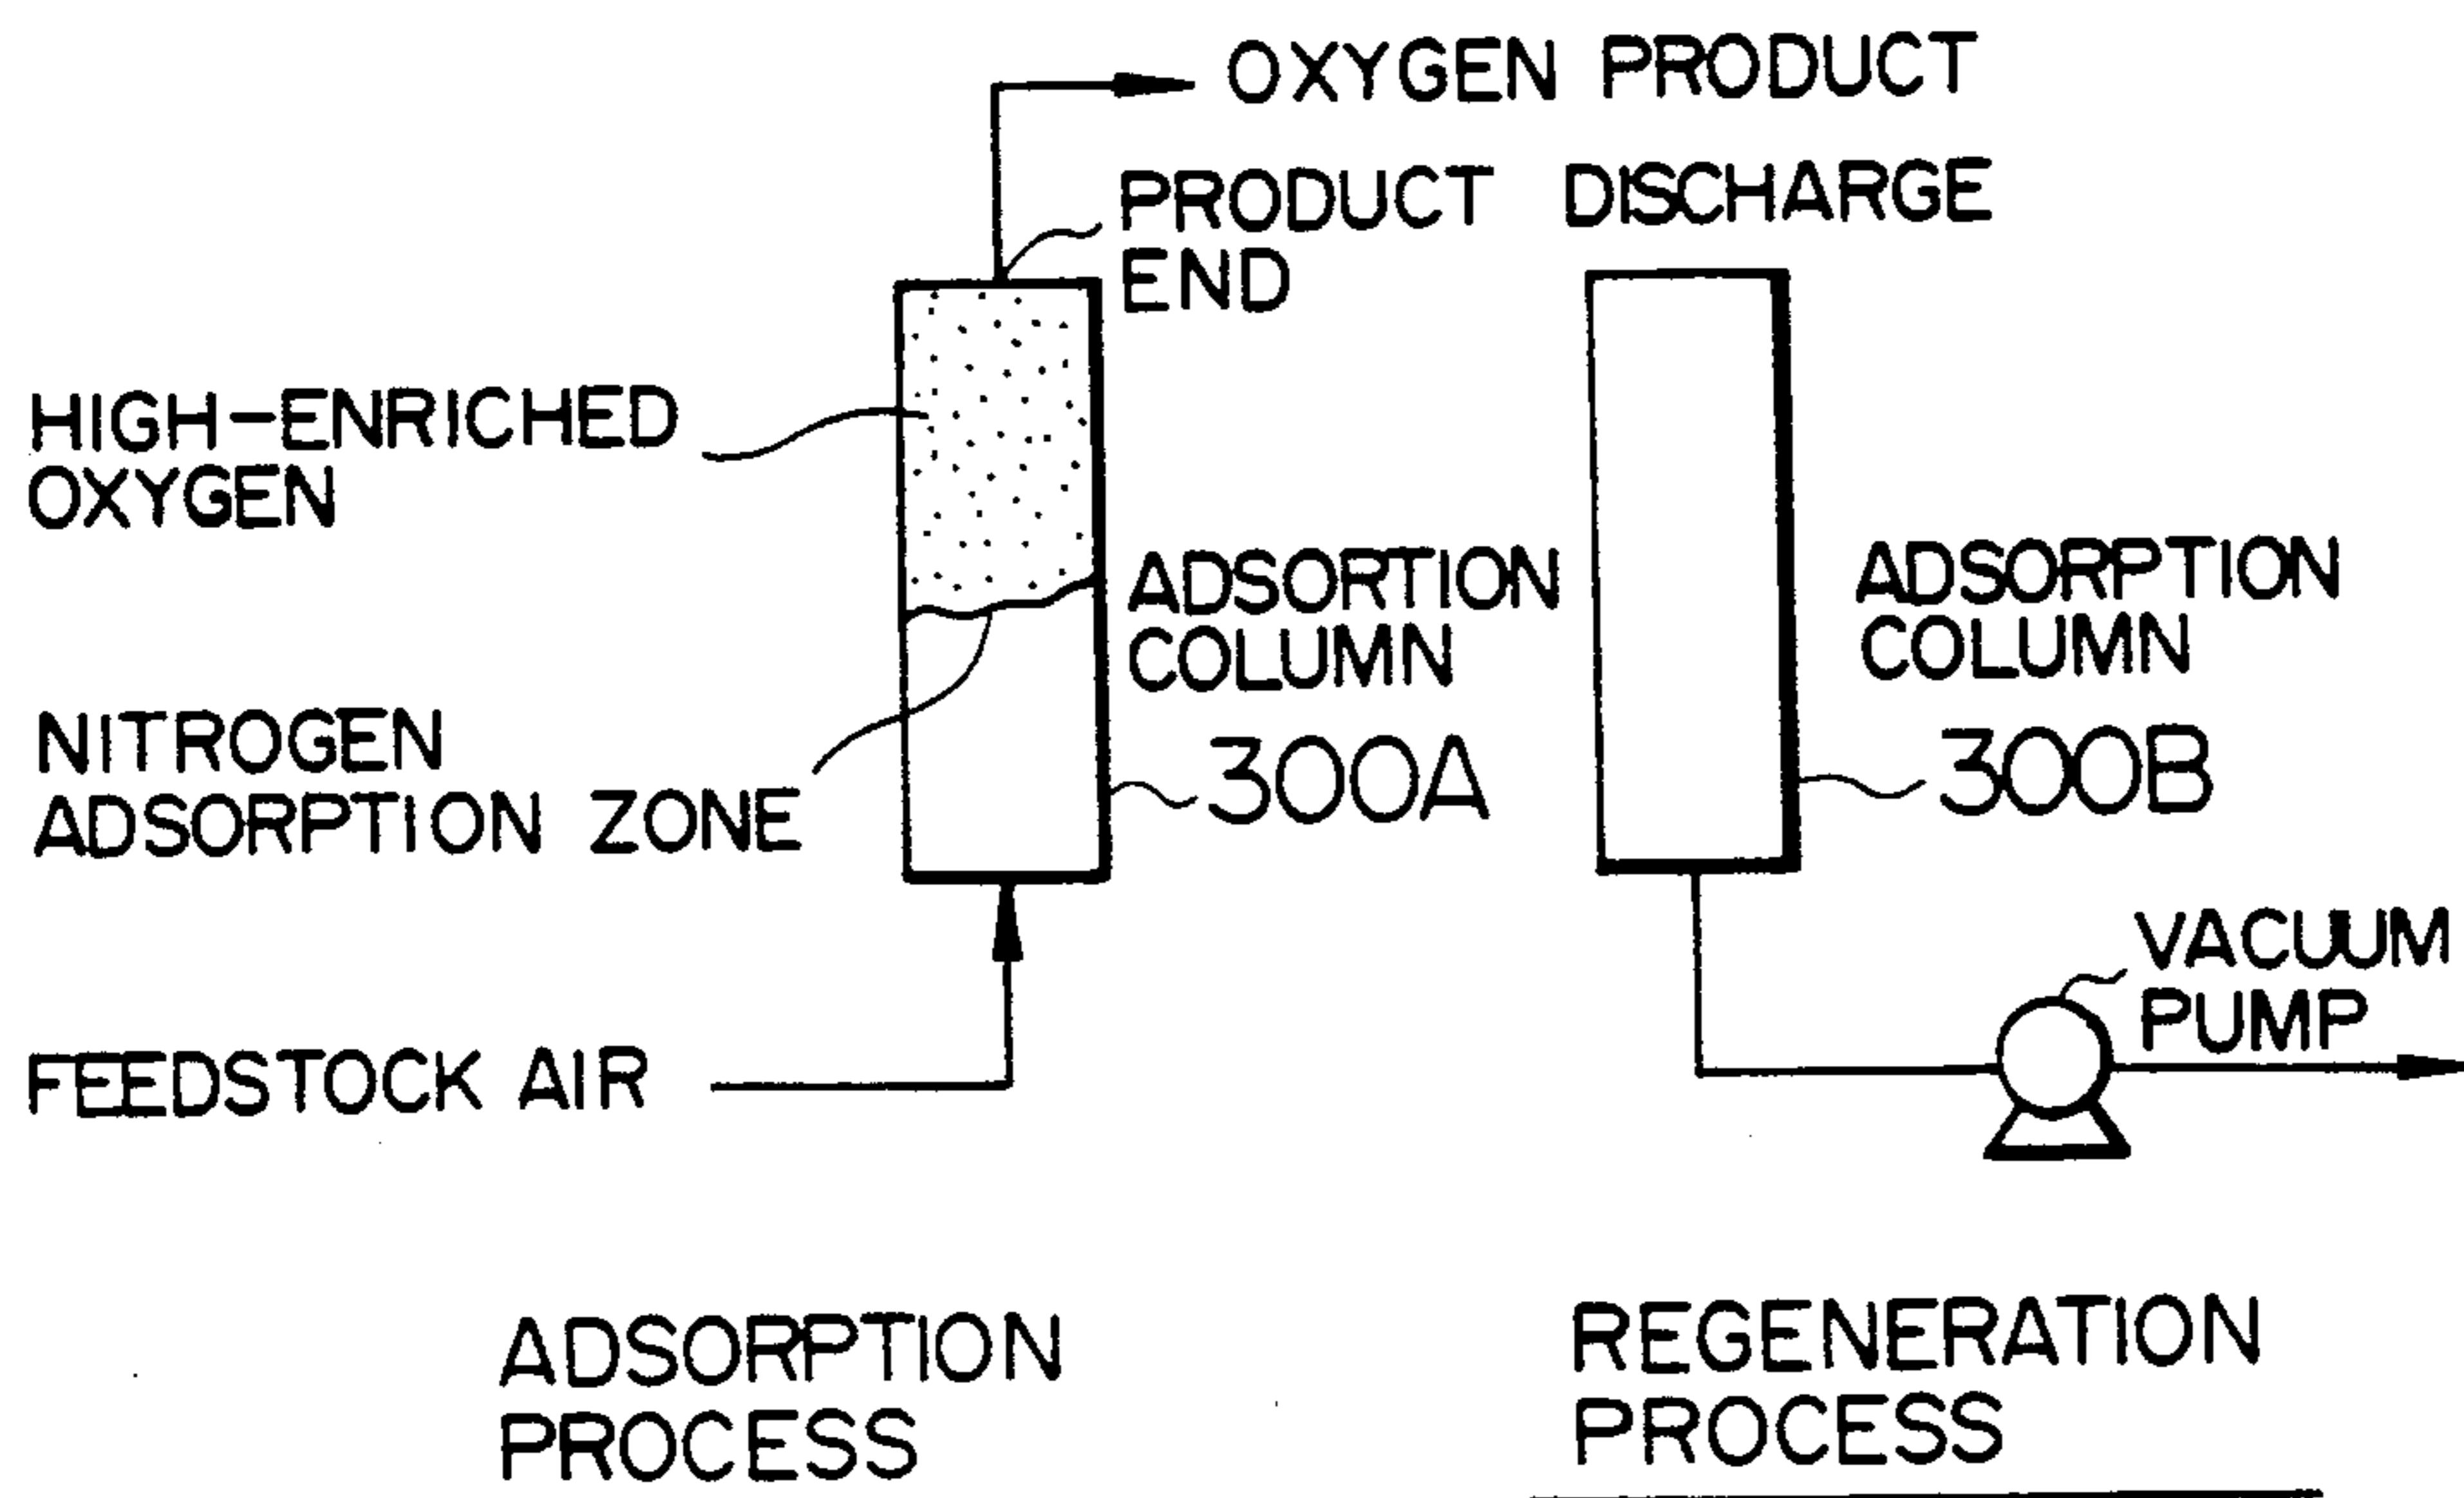 OXYGEN PRODUCT
PRODUCT DISCHARGE
END
HIGH-ENRICHED
OXYGEN
ADSORTION
COLUMN
300A
ADSORPTION
COLUMN
300B
NITROGEN
ADSORPTION ZONE
VACUUM
PUMP
FEEDSTOCK AIR
ADSORPTION
PROCESS
REGENERATION
PROCESS